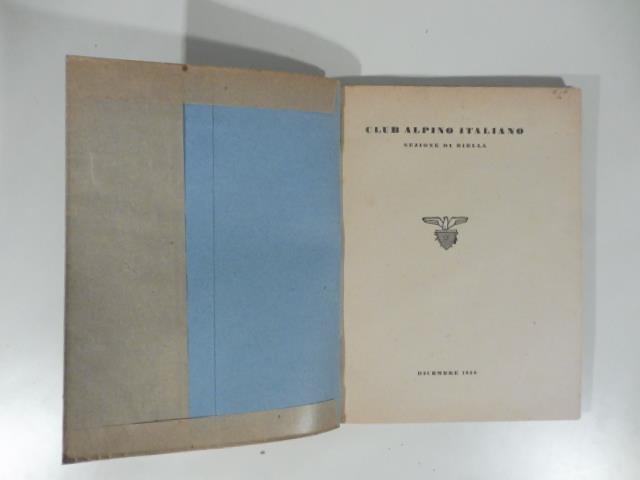 CLUB ALPINO ITALIANO
SEZIONE DI BIELLA
DICEMBRE